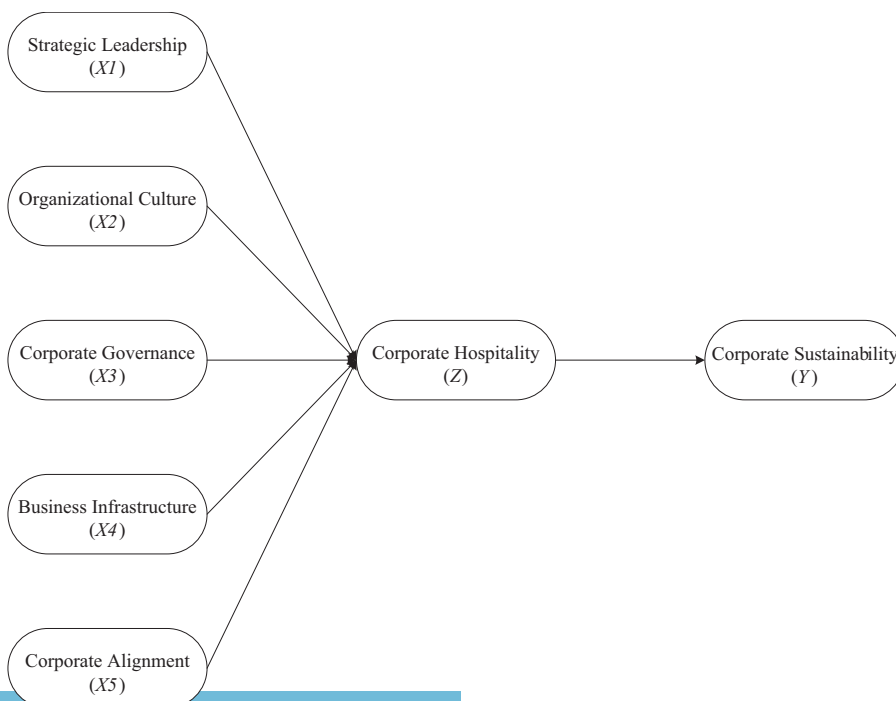 Strategic Leadership
(X1)
Organizational Culture
(X2)
Corporate Governance
(X3)
Business Infrastructure
(X4)
Corporate Alignment
(X5)
Corporate Hospitality
(Z)
Corporate Sustainability
(Y)